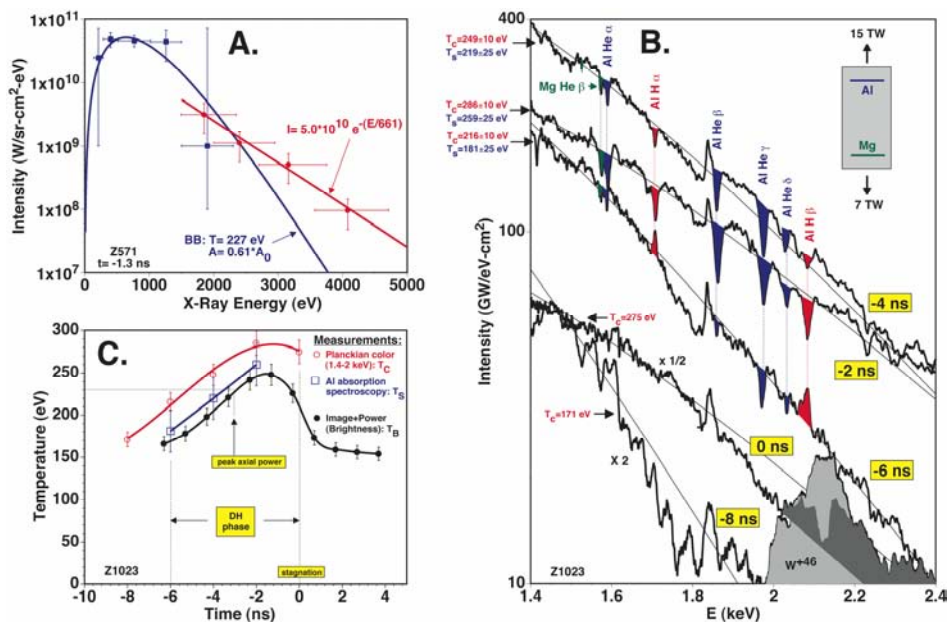 A.
Intensity (W/sr-cm²-eV)
1x10¹¹
1x10¹⁰
1x10⁹
1x10⁸
1x10⁷
I= 5.0*10¹⁰ e-(E/661)
BB: T= 227 eV
A= 0.61*A₀
Z571
t= -1.3 ns
0 1000 2000 3000 4000 5000
X-Ray Energy (eV)
C.
Temperature (eV)
300
250
200
150
100
50
0
Measurements:
Planckian color
(1.4-2 keV): T_C
Al absorption
spectroscopy: T_S
Image+Power
(Brightness): T_B
peak axial power
DH
phase
stagnation
Z1023
-10 -8 -6 -4 -2 0 2 4
Time (ns)
B.
Intensity (GW/eV-cm²)
400
100
10
T_C=249±10 eV
T_S=219±25 eV
T_C=286±10 eV
T_S=259±25 eV
T_C=216±10 eV
T_S=181±25 eV
Mg He β
Al He α
Al H α
Al He β
Al He γ
Al He δ
Al H β
15 TW
Al
Mg
7 TW
-4 ns
-2 ns
T_C=275 eV
x 1/2
T_C=171 eV
X 2
0 ns
-6 ns
-8 ns
W⁺⁴⁶
Z1023
1.4 1.6 1.8 2 2.2 2.4
E (keV)